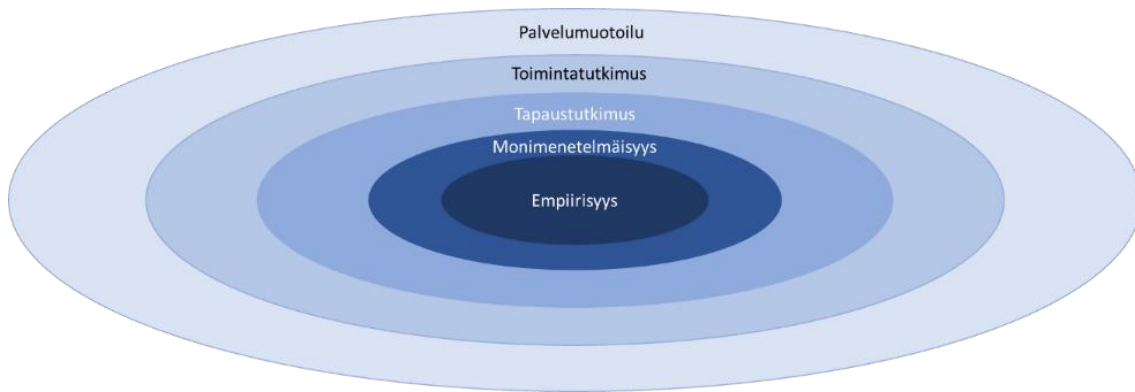 Palvelumuotoilu
Toimintatutkimus
Tapaustutkimus
Monimenetelmäisyys
Empiirisyys